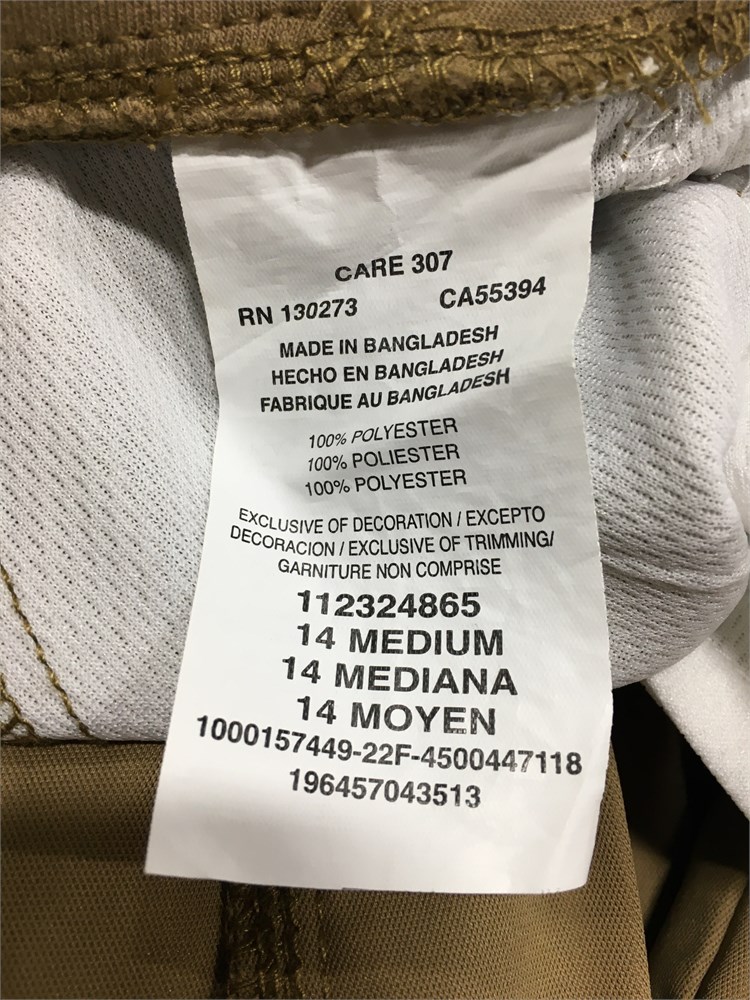 CARE 307
RN 130273 CA55394
MADE IN BANGLADESH
HECHO EN BANGLADESH
FABRIQUE AU BANGLADESH
100% POLYESTER
100% POLIESTER
100% POLYESTER
EXCLUSIVE OF DECORATION / EXCEPTO
DECORACION / EXCLUSIVE OF TRIMMING/
GARNITURE NON COMPRISE
112324865
14 MEDIUM
14 MEDIANA
14 MOYEN
1000157449-22F-4500447118
196457043513